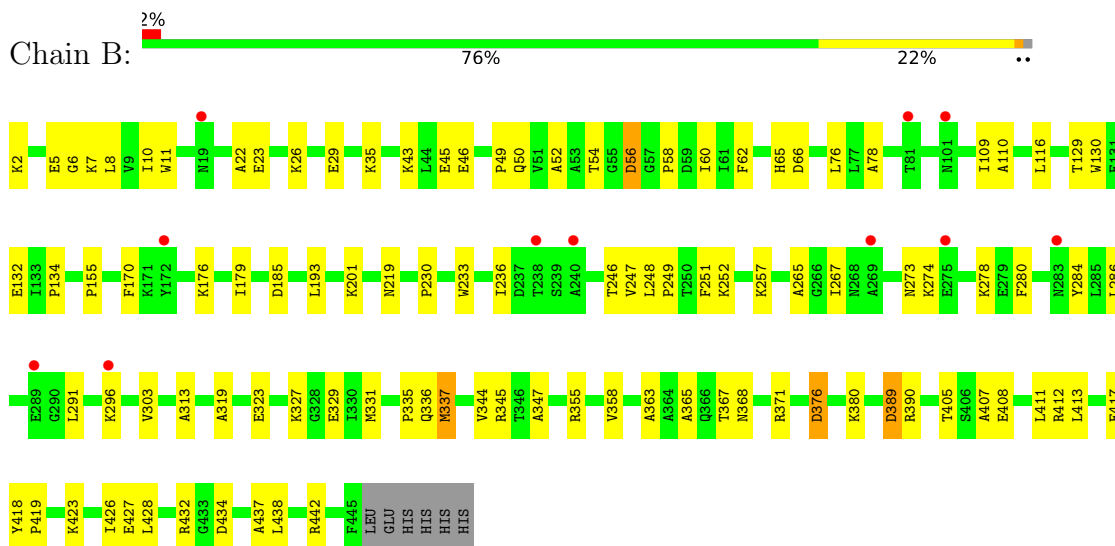 2%
Chain B:
76% 22% ••
K2 E5 G6 K7 L8 V9 I10 W11 N19 A22 E23 K26 E29 K35 K43 L44 E45 E46 P49 Q50 V51 A52 A53 T54 G55 D56 G57 P58 D59 I60 I61 F62 H65 D66 L76 L77 A78 T81 N101 I109 A110 L116 T129 W130 E131
E132 I133 P134 P155 F170 K171 Y172 K176 I179 D185 L193 K201 N219 P230 W233 I236 D237 T238 S239 A240 T246 V247 L248 P249 T250 F251 K252 K257 A265 G266 I267 N268 A269 N273 K274 E275 K278 E279 F280 N283 Y284 L285 L286
E289 G290 L291 K296 V303 A313 A319 E323 K327 G328 E329 I330 M331 P335 Q336 M337 V344 R345 T346 A347 R355 V358 A363 A364 A365 Q366 T367 N368 R371 D376 K380 D389 R390 T405 S406 A407 E408 L411 R412 L413 E417
Y418 P419 K423 I426 E427 L428 R432 G433 D434 A437 L438 R442 F445 LEU GLU HIS HIS HIS HIS